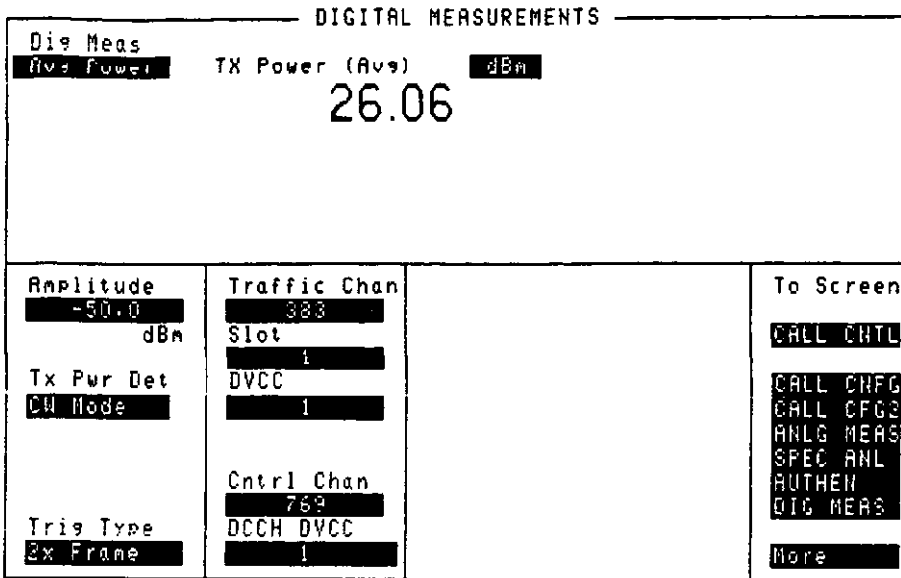 DIGITAL MEASUREMENTS
Dig Meas
Avg Power
TX Power (Avg)
dBm
26.06
Amplitude
-50.0
dBm
Tx Pwr Det
CW Mode
Trig Type
2x Frame
Traffic Chan
383
Slot
1
DVCC
1
Cntrl Chan
769
DCCH DVCC
1
To Screen
CALL CNTL
CALL CNFG
CALL CFG2
ANLG MEAS
SPEC ANL
AUTHEN
DIG MEAS
More